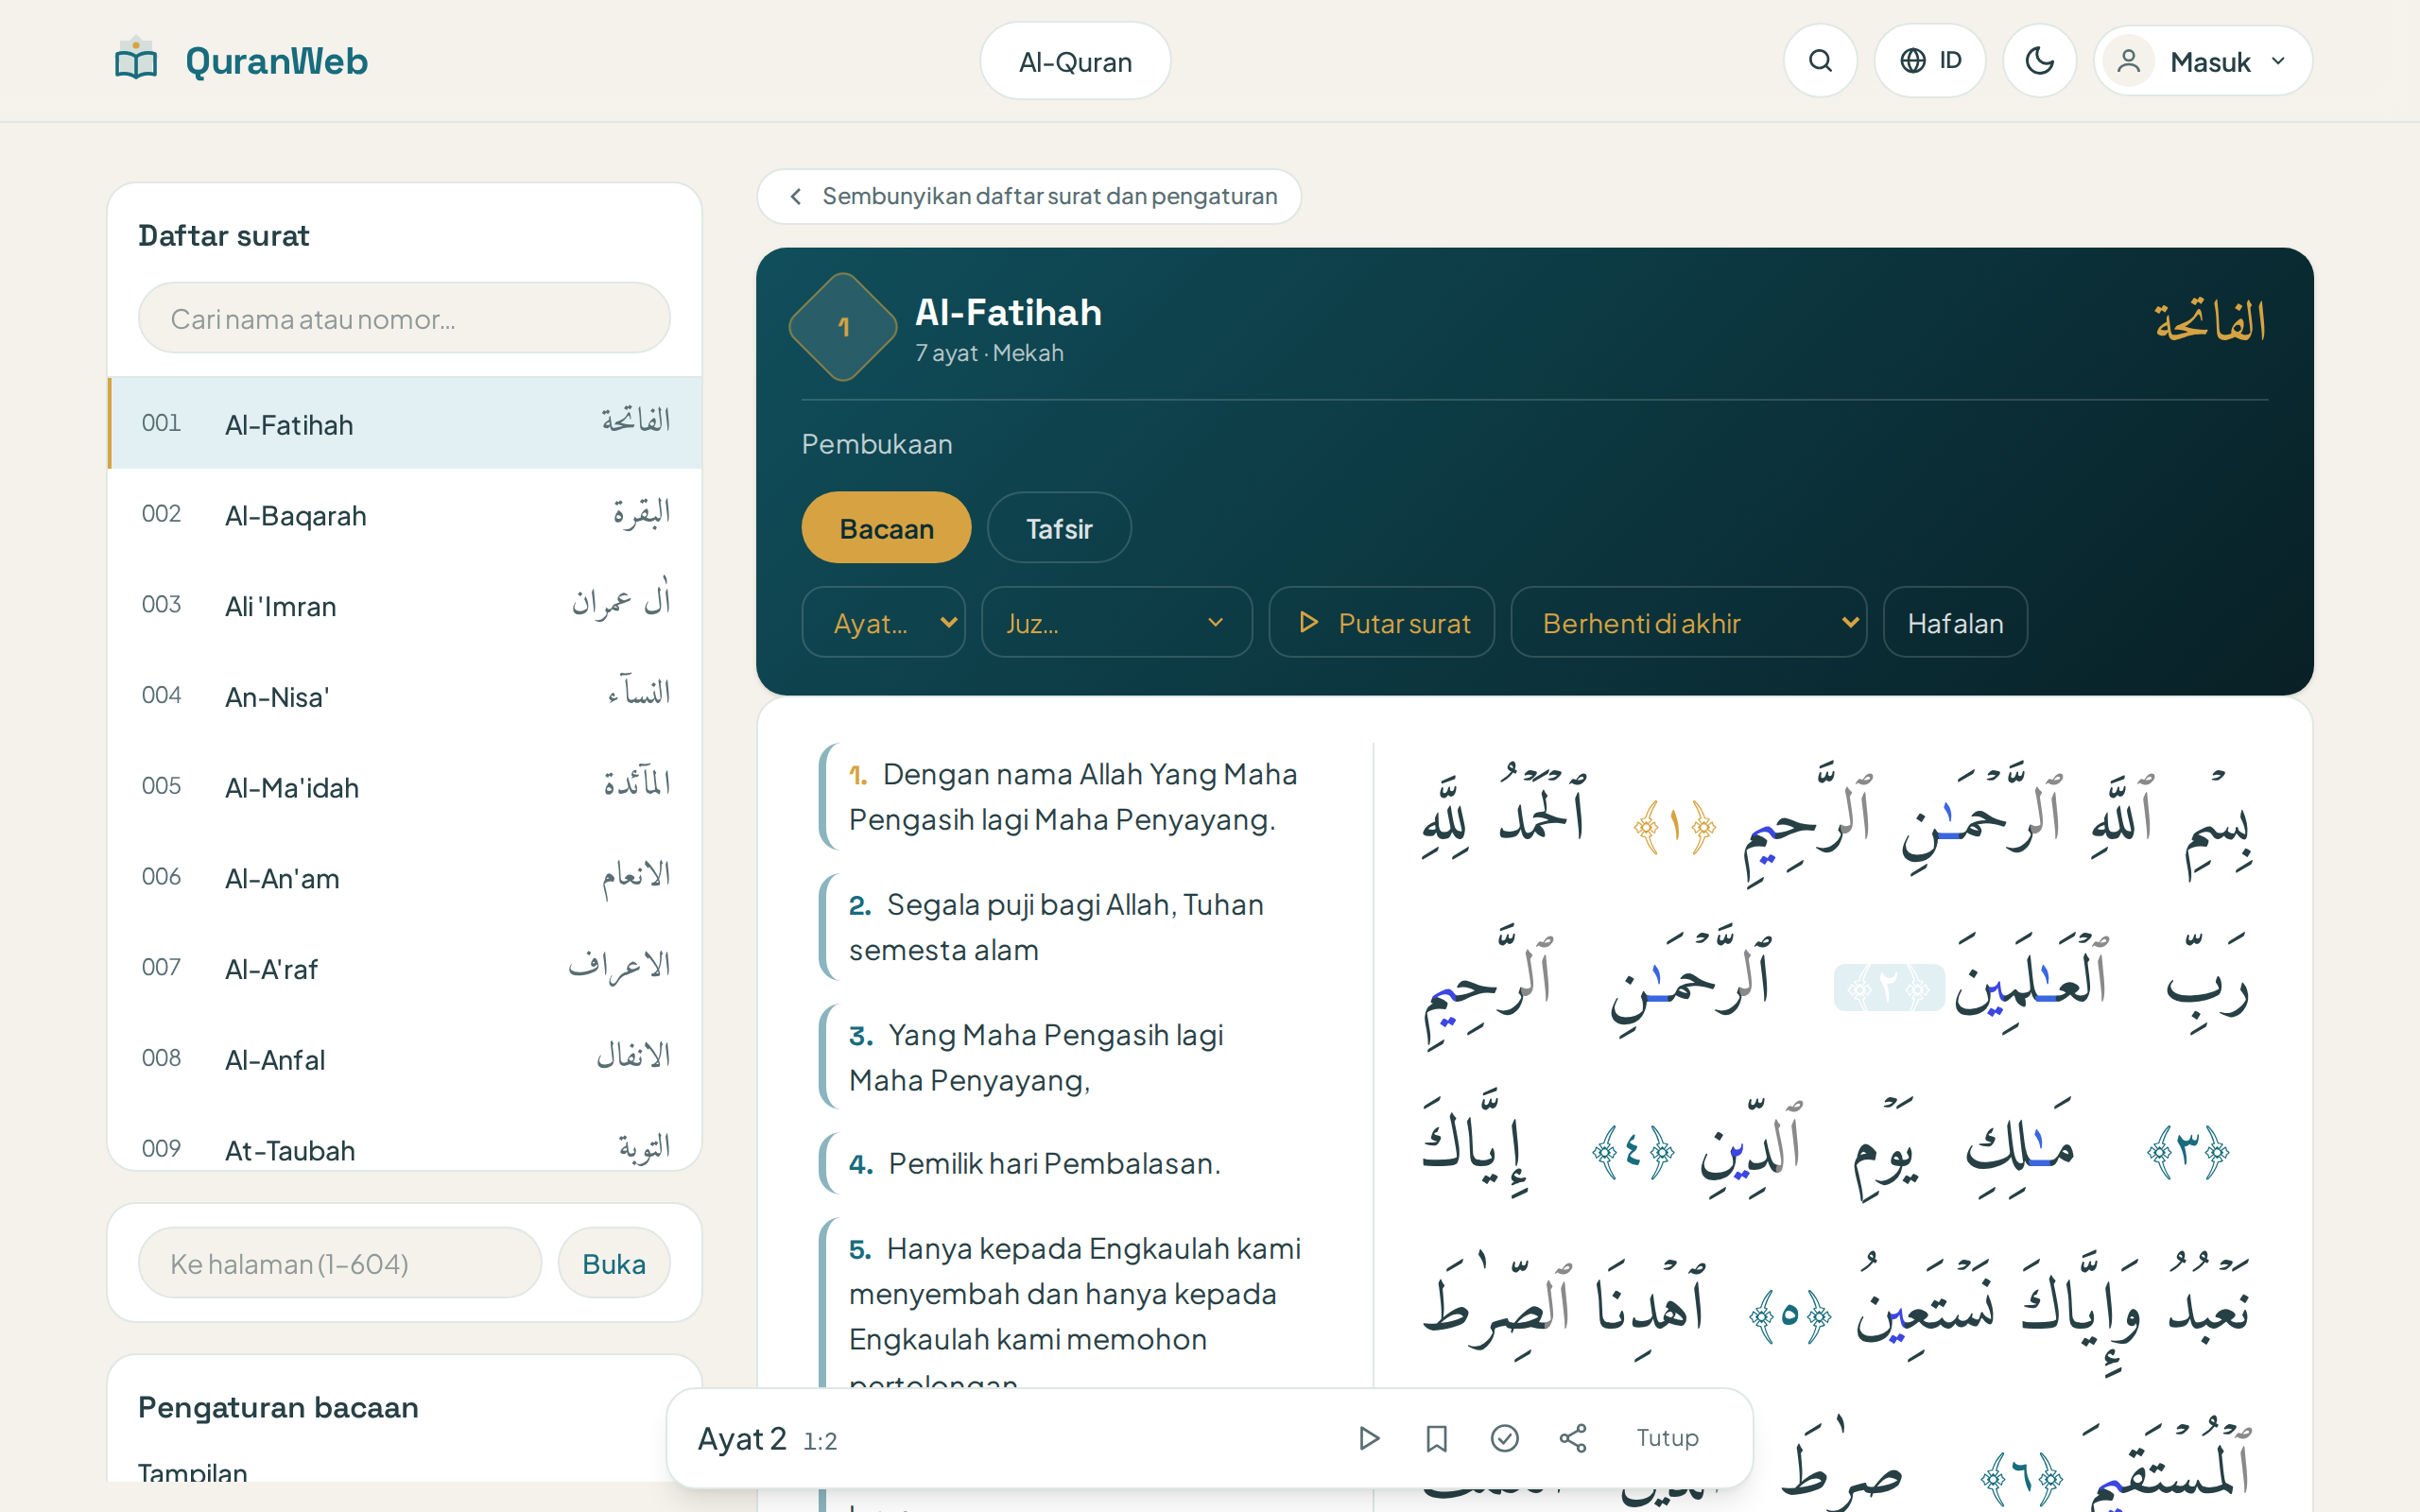 QuranWeb
Al-Quran
ID
Masuk
Daftar surat
Cari nama atau nomor...
001 Al-Fatihah الفاتحة
002 Al-Baqarah البقرة
003 Ali 'Imran اٰل عمران
004 An-Nisa' النسآء
005 Al-Ma'idah المآئدة
006 Al-An'am الانعام
007 Al-A'raf الاعراف
008 Al-Anfal الانفال
009 At-Taubah التوبة
Ke halaman (1–604)
Buka
Pengaturan bacaan
Tampilan
Sembunyikan daftar surat dan pengaturan
1
Al-Fatihah
7 ayat · Mekah
الفاتحة
Pembukaan
Bacaan
Tafsir
Ayat...
Juz...
Putar surat
Berhenti di akhir
Hafalan
1. Dengan nama Allah Yang Maha
Pengasih lagi Maha Penyayang.
2. Segala puji bagi Allah, Tuhan
semesta alam
3. Yang Maha Pengasih lagi
Maha Penyayang,
4. Pemilik hari Pembalasan.
5. Hanya kepada Engkaulah kami
menyembah dan hanya kepada
Engkaulah kami memohon
pertolongan
بِسۡمِ ٱللَّهِ ٱلرَّحۡمَـٰنِ ٱلرَّحِيمِ ﴿١﴾ ٱلۡحَمۡدُ لِلَّهِ
رَبِّ ٱلۡعَـٰلَمِينَ ﴿٢﴾ ٱلرَّحۡمَـٰنِ ٱلرَّحِيمِ
﴿٣﴾ مَـٰلِكِ يَوۡمِ ٱلدِّينِ ﴿٤﴾ إِيَّاكَ
نَعۡبُدُ وَإِيَّاكَ نَسۡتَعِينُ ﴿٥﴾ ٱهۡدِنَا ٱلصِّرَٰطَ
ٱلۡمُسۡتَقِيمَ ﴿٦﴾ صِرَٰطَ
Ayat 2 1:2
Tutup